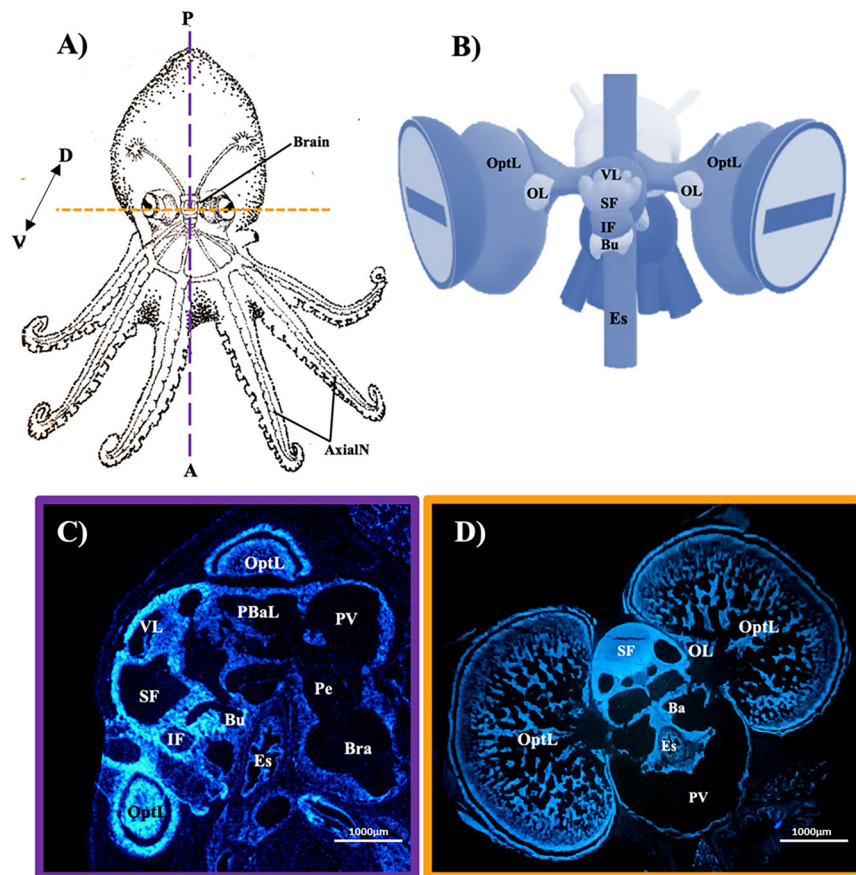 A)
P
D
V
Brain
AxialN
A
B)
OptL
OptL
OL
VL
OL
SF
IF
Bu
Es
C)
OptL
PBaL
PV
VL
SF
Pe
Bu
IF
Es
Bra
OptL
1000μm
D)
SF
OL
OptL
OptL
Ba
Es
PV
1000μm